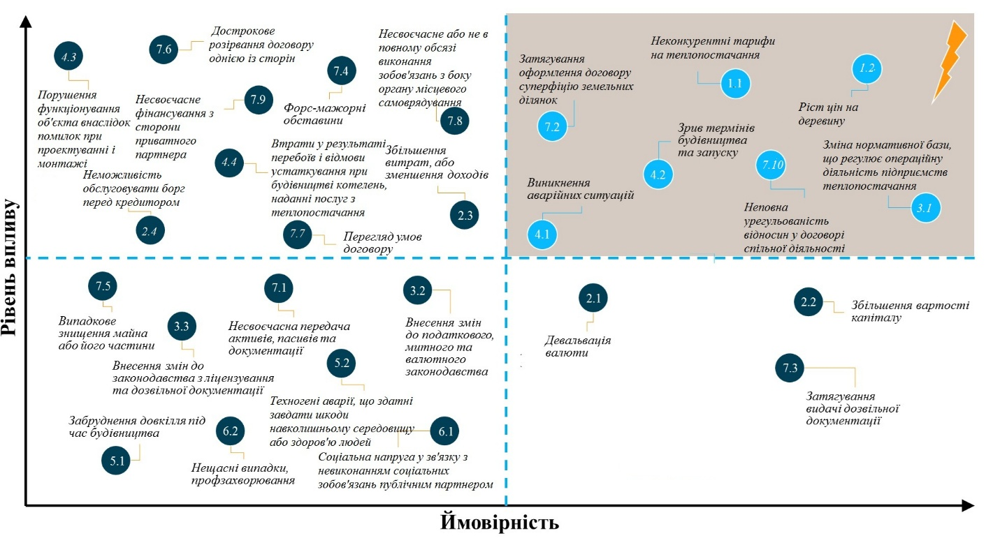 4.3
Порушення
функціонування
об'єкта внаслідок
помилок при
проектуванні і
монтажі
7.6
Дострокове
розірвання договору
однією із сторін
7.9
Несвоєчасне
фінансування з
сторони
приватного
партнера
7.4
Форс-мажорні
обставини
Несвоєчасне або не в
повному обсязі
виконання
зобов'язань з боку
органу місцевого
самоврядування
7.8
4.4
Втрати у результаті
перебоїв і відмови
устаткування при
будівництві котелень,
наданні послуг з
теплопостачання
Збільшення
витрат, або
зменшення доходів
2.3
Неможливість
обслуговувати борг
перед кредитором
2.4
7.7
Перегляд умов
договору
Затягування
оформлення договору
суперфіцію земельних
ділянок
7.2
Неконкурентні тарифи
на теплопостачання
1.1
1.2
Ріст цін на
деревину
Зрив термінів
будівництва
та запуску
4.2
7.10
Неповна
урегульованість
відносин у договорі
спільної діяльності
Зміна нормативної бази,
що регулює операційну
діяльність підприємств
теплопостачання
3.1
Виникнення
аварійних ситуацій
4.1
Рівень впливу
7.5
Випадкове
знищення майна
або його частини
7.1
Несвоєчасна передача
активів, пасивів та
документації
3.2
Внесення змін
до податкового,
митного та
валютного
законодавства
3.3
Внесення змін до
законодавства з ліцензування
та дозвільної документації
5.2
Техногені аварії, що здатні
завдати шкоди
навколишньому середовищу
або здоров'ю людей
Забруднення довкілля під
час будівництва
5.1
6.2
Нещасні випадки,
профзахворювання
6.1
Соціальна напруга у зв'язку з
невиконанням соціальних
зобов'язань публічним партнером
2.1
Девальвація
валюти
2.2
Збільшення вартості
капіталу
7.3
Затягування
видачі дозвільної
документації
Ймовірність